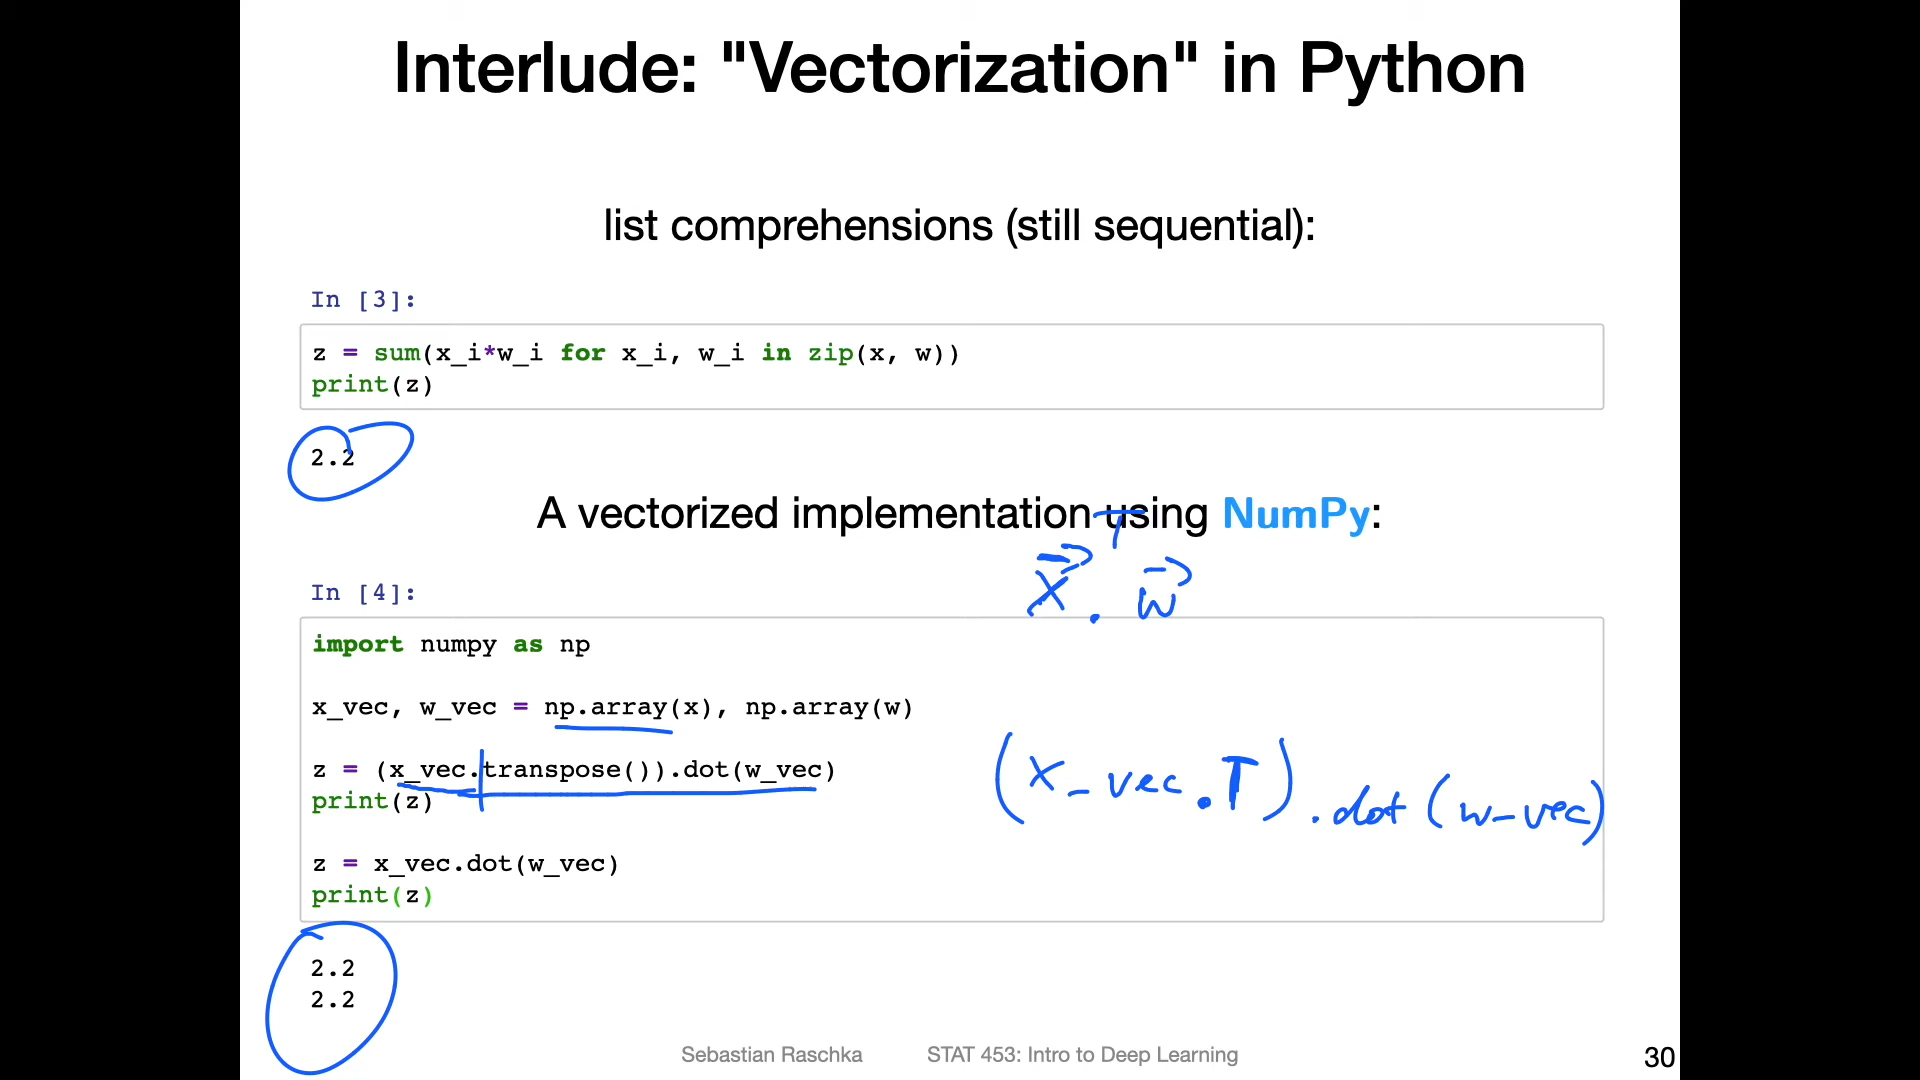 Interlude: "Vectorization" in Python
list comprehensions (still sequential):
In [3]:
z = sum(x_i*w_i for x_i, w_i in zip(x, w))
print(z)
2.2
A vectorized implementation using NumPy:
x⃗ᵀ . w⃗
In [4]:
import numpy as np
x_vec, w_vec = np.array(x), np.array(w)
z = (x_vec.transpose()).dot(w_vec)
(x_vec.T).dot(w_vec)
print(z)
z = x_vec.dot(w_vec)
print(z)
2.2
2.2
Sebastian Raschka STAT 453: Intro to Deep Learning 30